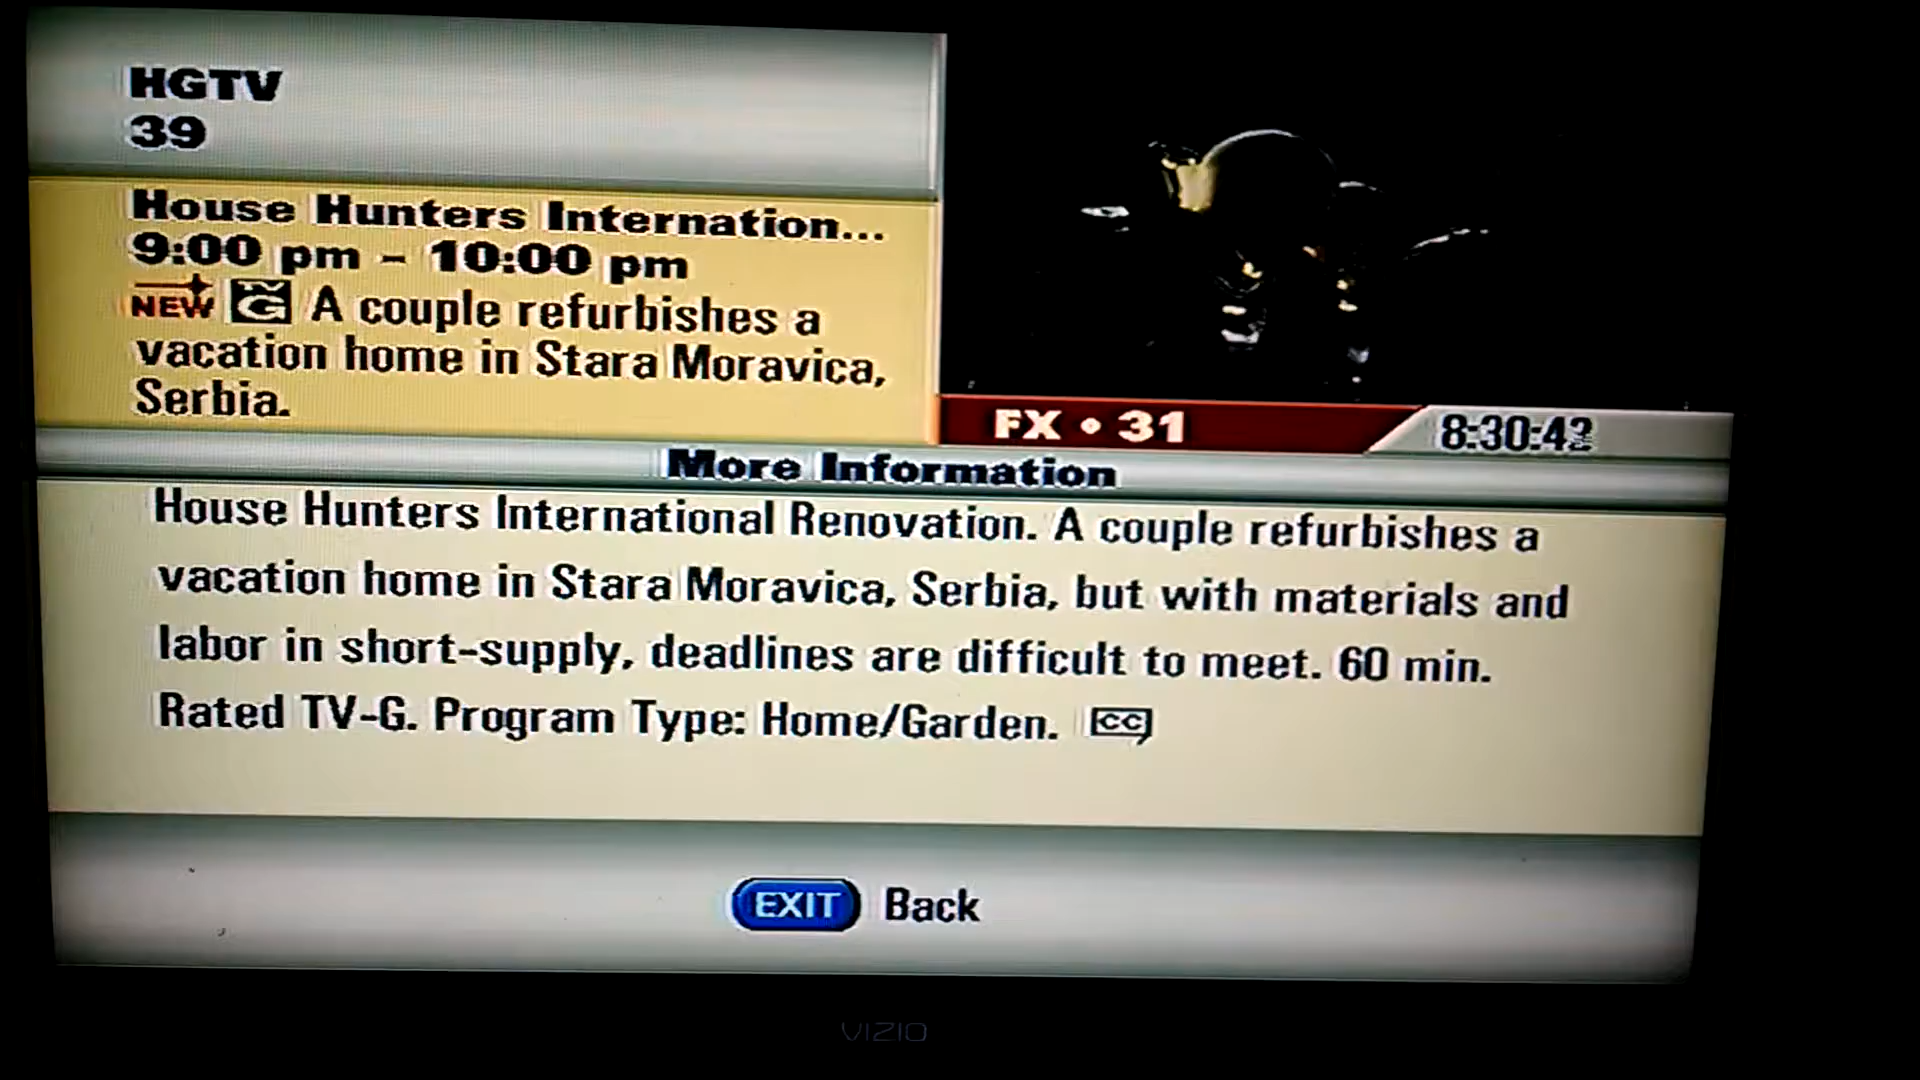 HGTV
39
House Hunters Internation...
9:00 pm - 10:00 pm
NEW TV G A couple refurbishes a
vacation home in Stara Moravica,
Serbia.
FX • 31
8:30:42
More Information
House Hunters International Renovation. A couple refurbishes a
vacation home in Stara Moravica, Serbia, but with materials and
labor in short-supply, deadlines are difficult to meet. 60 min.
Rated TV-G. Program Type: Home/Garden. CC
EXIT Back
VIZIO